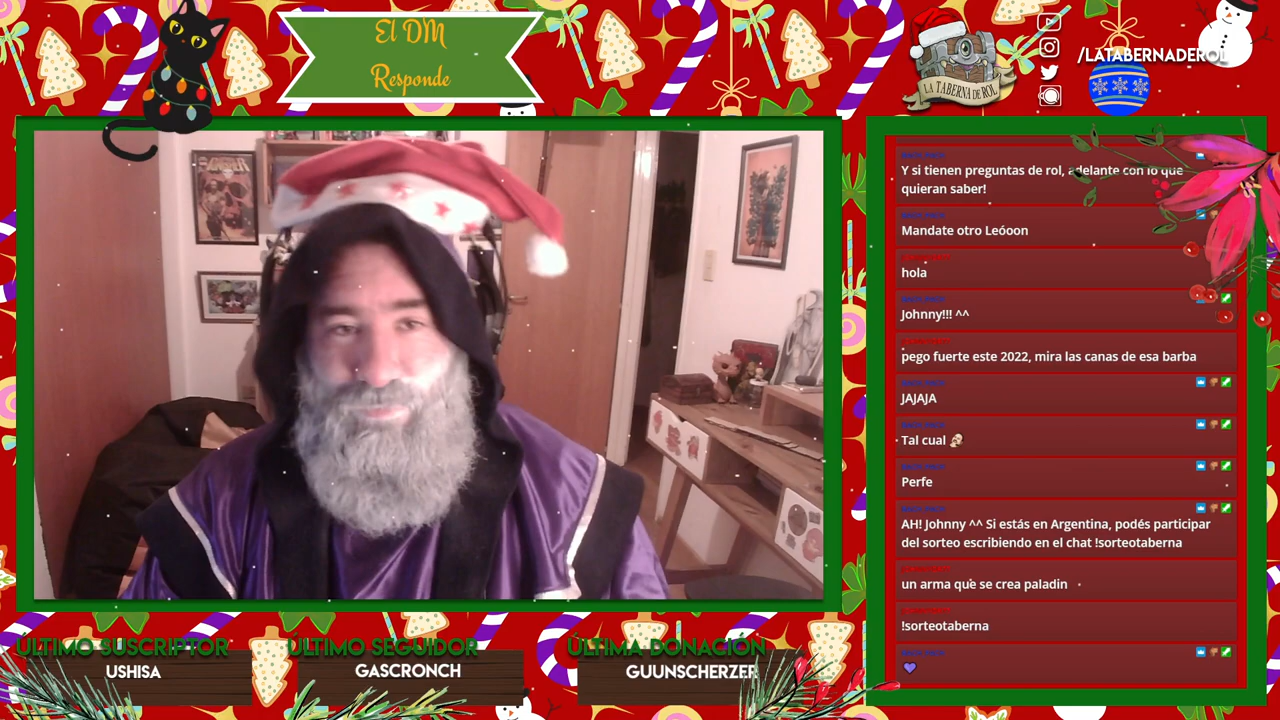 El DM
Responde
LA TABERNA DE ROL
/LATABERNADEROL
Y si tienen preguntas de rol, adelante con lo que
quieran saber!
Mandate otro Leóoon
hola
Johnny!!! ^^
pego fuerte este 2022, mira las canas de esa barba
JAJAJA
Tal cual
Perfe
AH! Johnny ^^ Si estás en Argentina, podés participar
del sorteo escribiendo en el chat !sorteotaberna
un arma que se crea paladin
!sorteotaberna
ÚLTIMO SUSCRIPTOR
USHISA
ÚLTIMO SEGUIDOR
GASCRONCH
ÚLTIMA DONACIÓN
GUUNSCHERZER